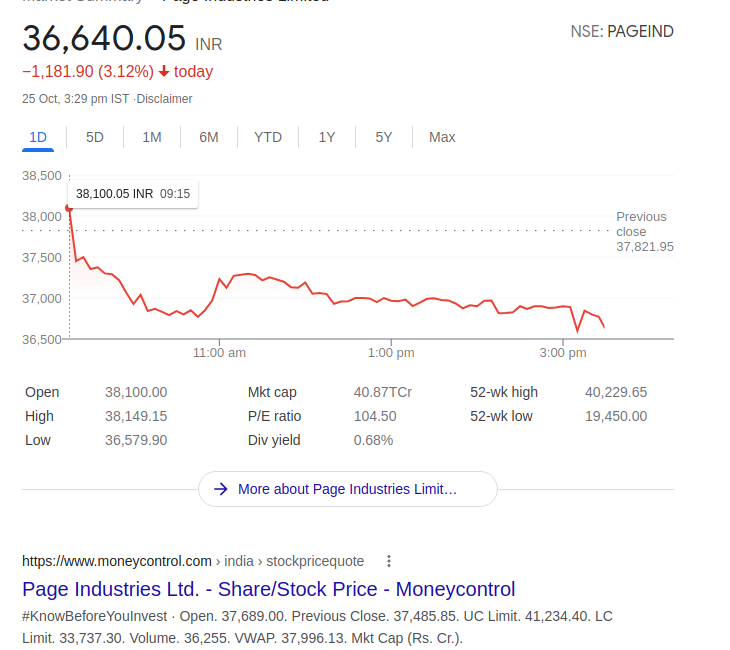 36,640.05 INR
NSE: PAGEIND
−1,181.90 (3.12%) today
25 Oct, 3:29 pm IST ·Disclaimer
1D 5D 1M 6M YTD 1Y 5Y Max
38,500
38,100.05 INR 09:15
38,000
Previous
close
37,821.95
37,500
37,000
36,500
11:00 am 1:00 pm 3:00 pm
Open 38,100.00 Mkt cap 40.87TCr 52-wk high 40,229.65
High 38,149.15 P/E ratio 104.50 52-wk low 19,450.00
Low 36,579.90 Div yield 0.68%
More about Page Industries Limit…
https://www.moneycontrol.com › india › stockpricequote
Page Industries Ltd. - Share/Stock Price - Moneycontrol
#KnowBeforeYouInvest · Open. 37,689.00. Previous Close. 37,485.85. UC Limit. 41,234.40. LC
Limit. 33,737.30. Volume. 36,255. VWAP. 37,996.13. Mkt Cap (Rs. Cr.).